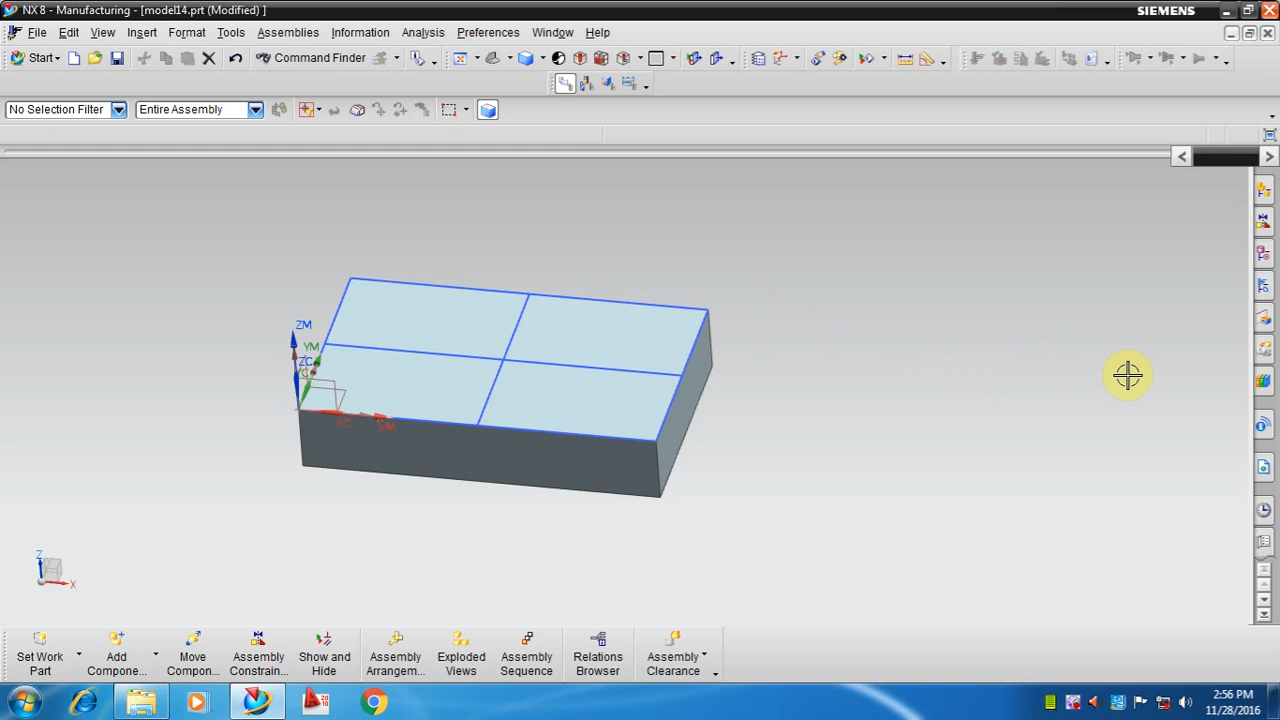 NX 8 - Manufacturing - [model14.prt (Modified) ]
SIEMENS
File Edit View Insert Format Tools Assemblies Information Analysis Preferences Window Help
Start Command Finder
No Selection Filter Entire Assembly
ZM
YM
ZC
XC XM
Z
X
Set Work Part
Add Compone...
Move Compon...
Assembly Constrain...
Show and Hide
Assembly Arrangem...
Exploded Views
Assembly Sequence
Relations Browser
Assembly Clearance
2:56 PM
11/28/2016